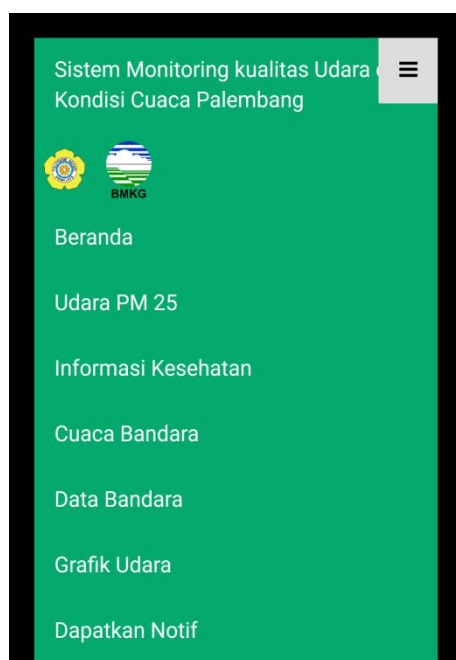 Sistem Monitoring kualitas Udara
Kondisi Cuaca Palembang
BMKG
Beranda
Udara PM 25
Informasi Kesehatan
Cuaca Bandara
Data Bandara
Grafik Udara
Dapatkan Notif